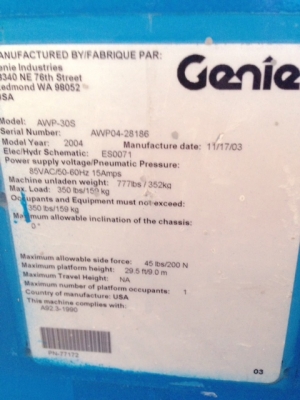 ANUFACTURED BY/FABRIQUE PAR:
enie Industries
8340 NE 76th Street
edmond WA 98052
USA
Genie
Model: AWP-30S
Serial Number: AWP04-28186
Model Year: 2004 Manufacture date: 11/17/03
Elec/Hydr Schematic: ES0071
Power supply voltage/Pneumatic Pressure:
85VAC/50-60HZ 15Amps
Machine unladen weight: 777lbs / 352kg
Max. Load: 350 lbs/159 kg
Occupants and Equipment must not exceed:
350 lbs/159 kg
Maximum allowable inclination of the chassis:
0°
Maximum allowable side force: 45 lbs/200 N
Maximum platform height: 29.5 ft/9.0 m
Maximum Travel Height: NA
Maximum number of platform occupants: 1
Country of manufacture: USA
This machine complies with:
A92.3-1990
PN-77173
03